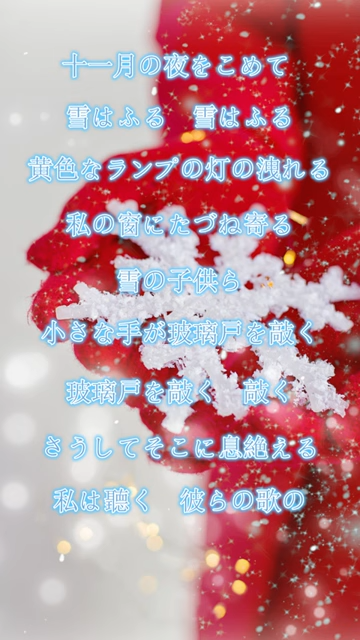 十一月の夜をこめて
雪はふる　雪はふる
黄色なランプの灯の洩れる
私の窗にたづね寄る
雪の子供ら
小さな手が玻璃戸を敲く
玻璃戸を敲く　敲く
さうしてそこに息絶える
私は聴く　彼らの歌の